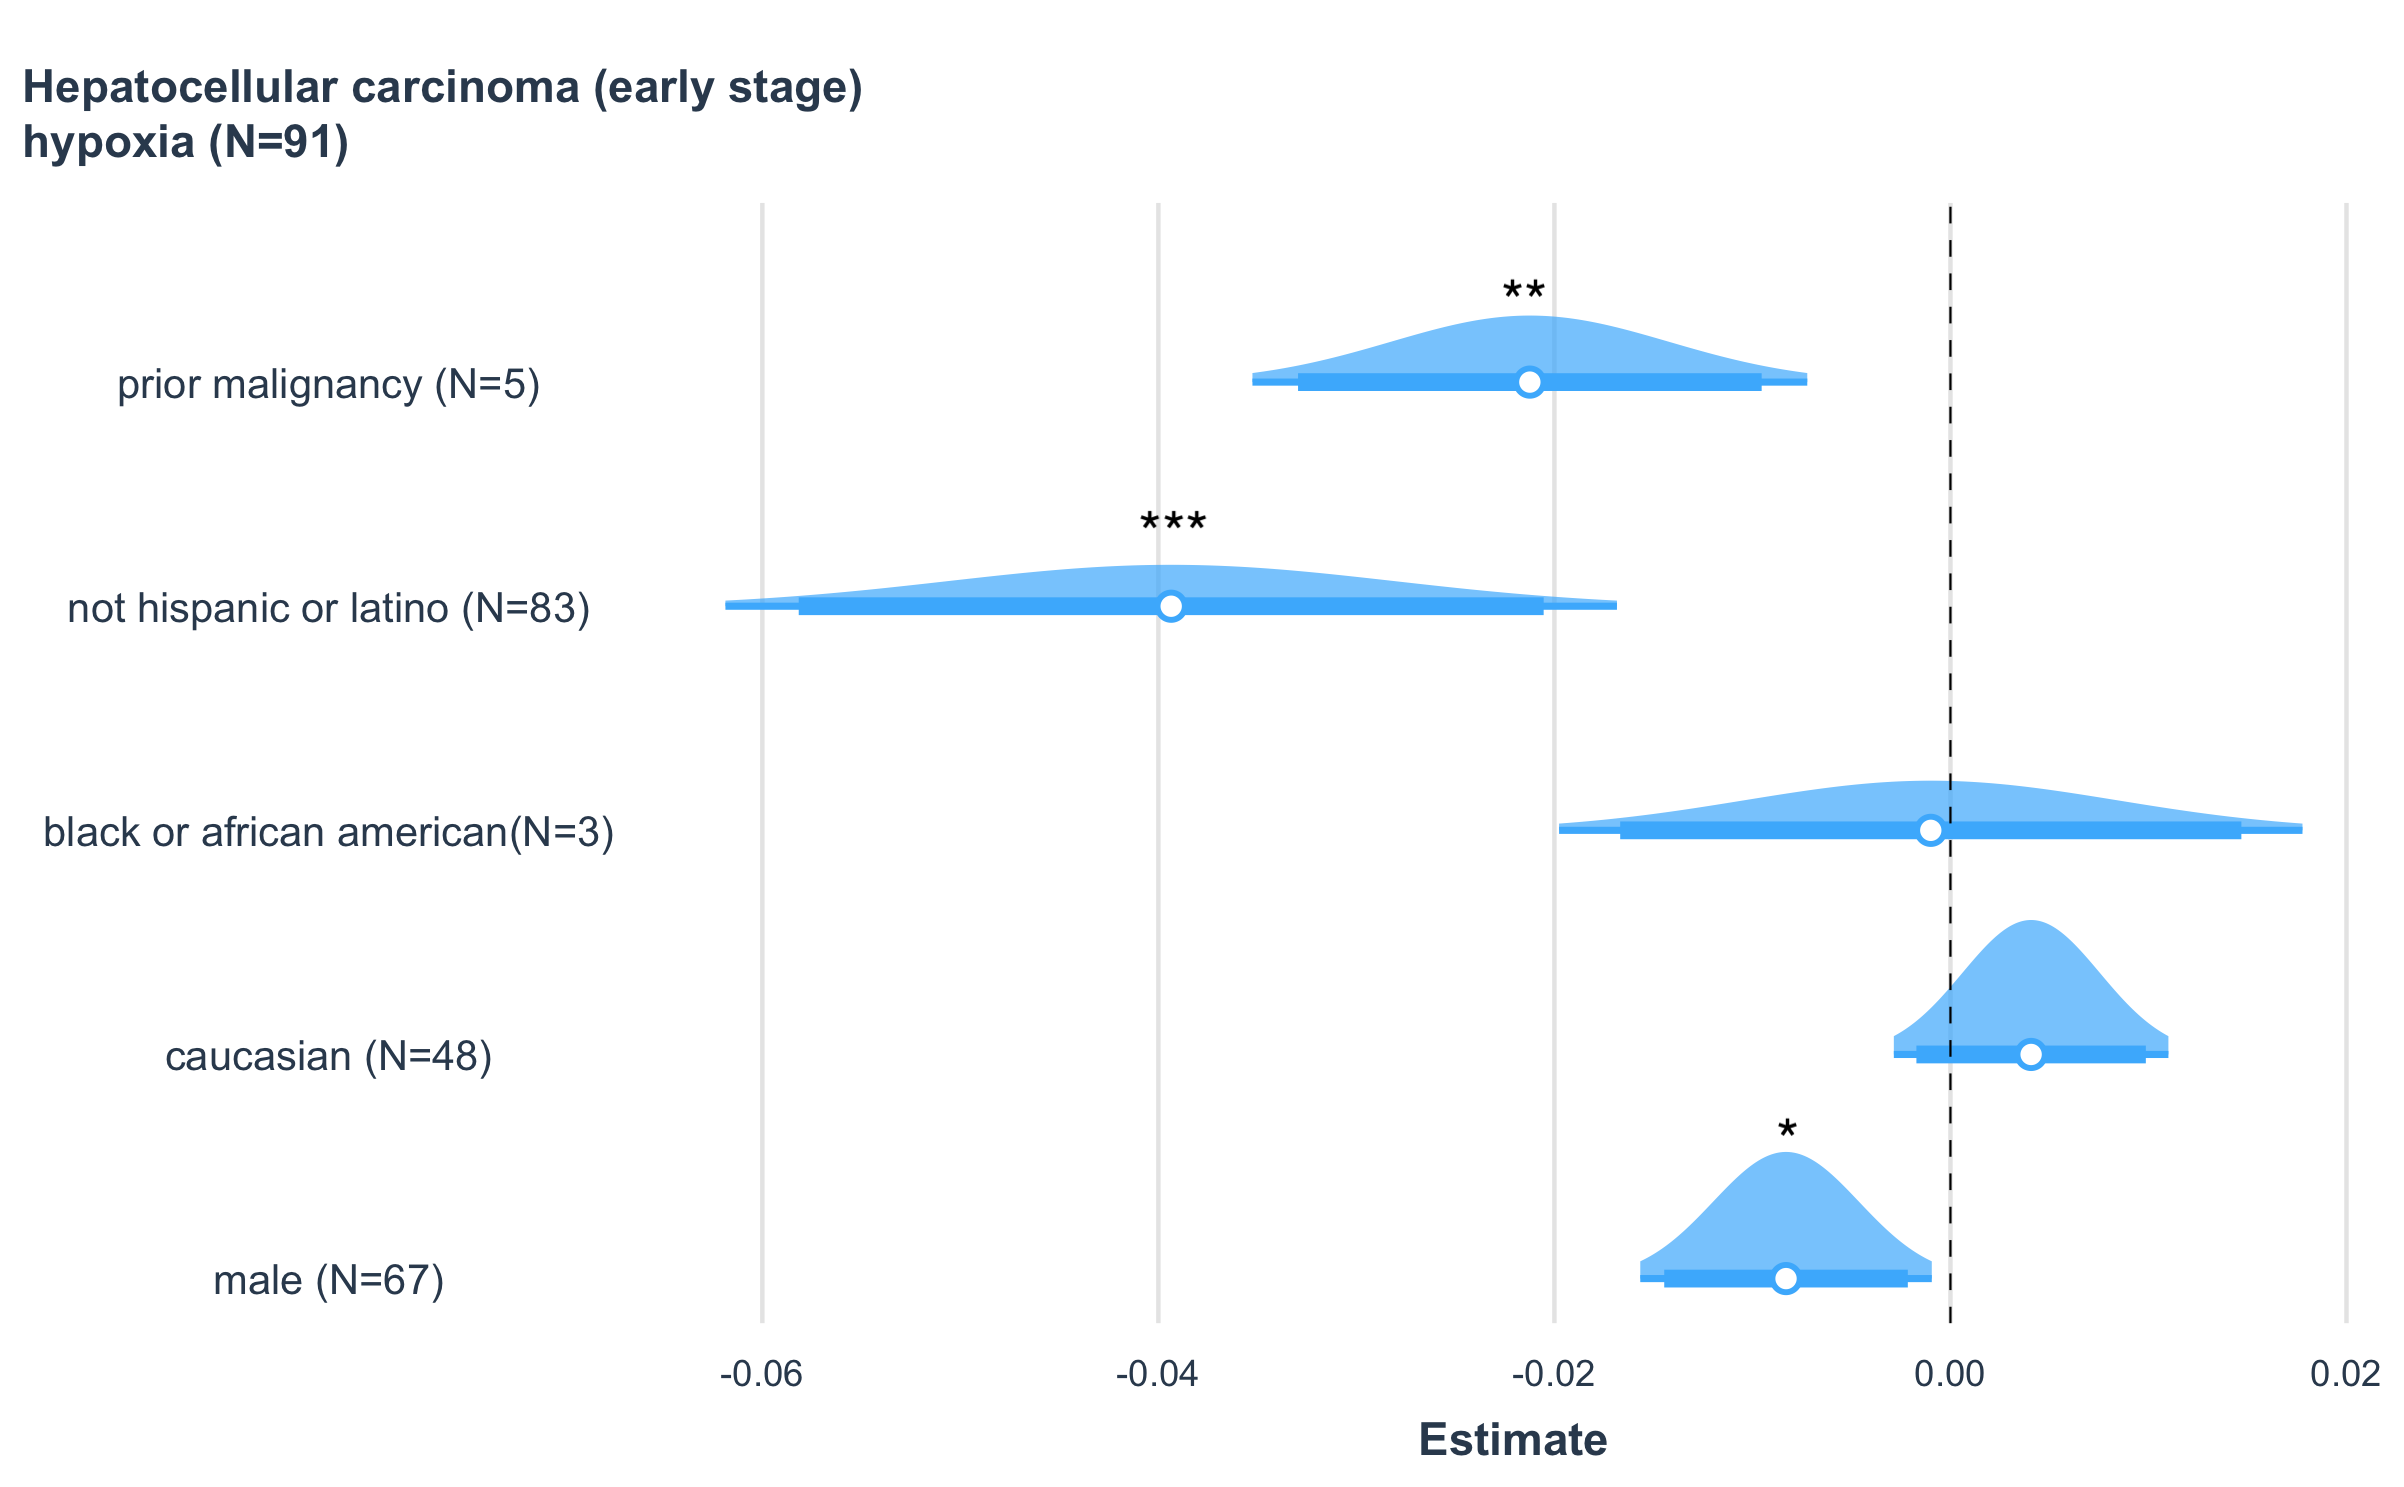 Hepatocellular carcinoma (early stage)
hypoxia (N=91)
**
prior malignancy (N=5)
***
not hispanic or latino (N=83)
black or african american(N=3)
caucasian (N=48)
*
male (N=67)
-0.06 -0.04 -0.02 0.00 0.02
Estimate